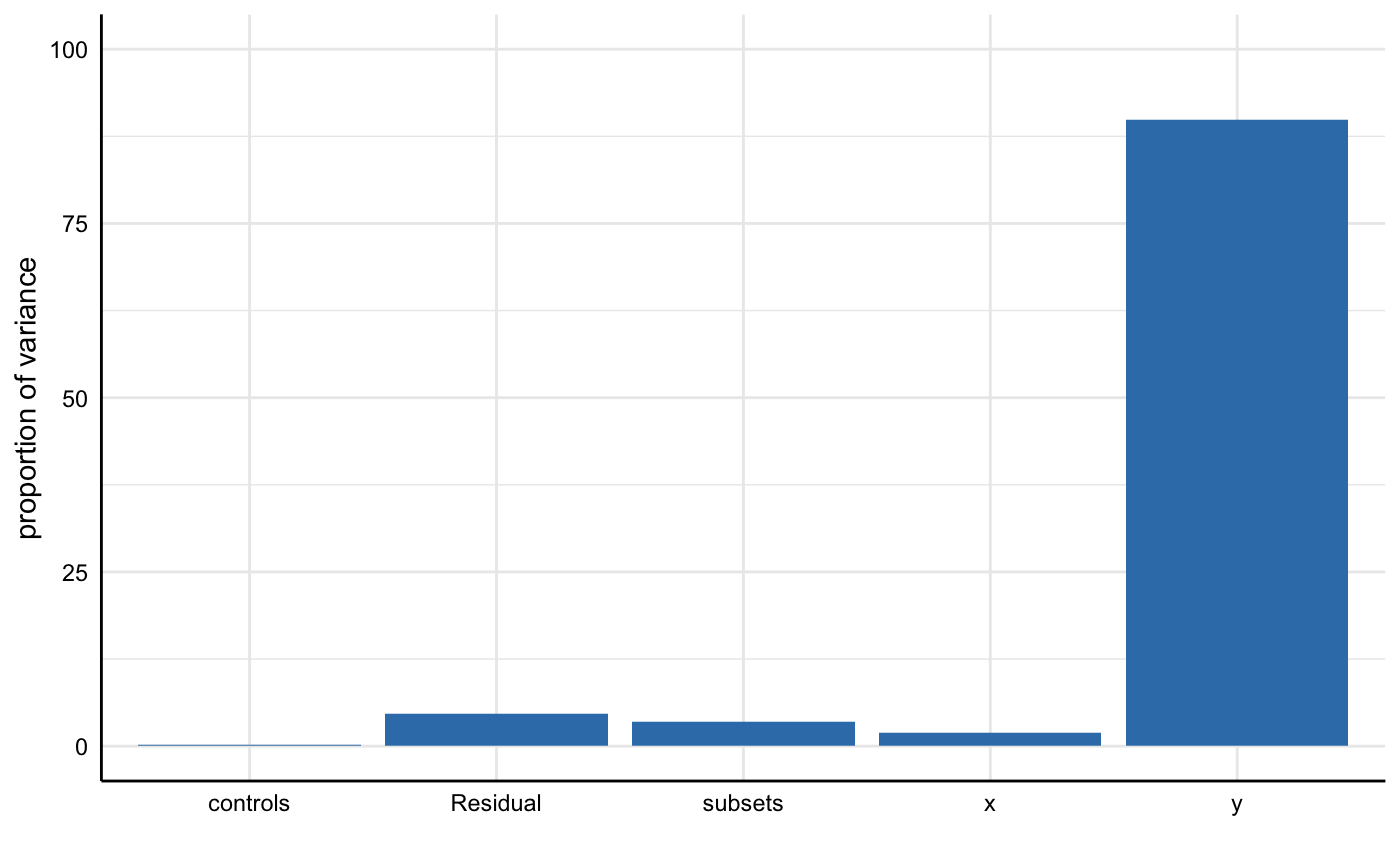 100
75
50
25
0
proportion of variance
controls
Residual
subsets
x
y